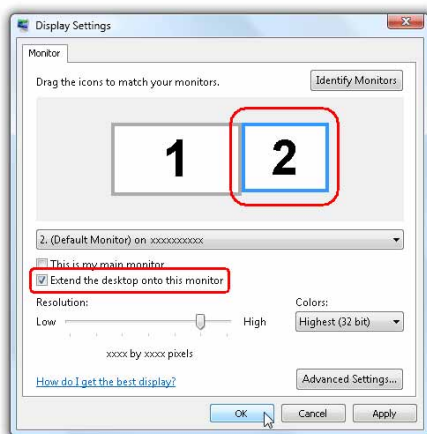 Display Settings
Monitor
Drag the icons to match your monitors.
Identify Monitors
1
2
2. (Default Monitor) on xxxxxxxxxx
This is my main monitor
Extend the desktop onto this monitor
Resolution:
Colors:
Low
High
Highest (32 bit)
xxxx by xxxx pixels
How do I get the best display?
Advanced Settings...
OK
Cancel
Apply